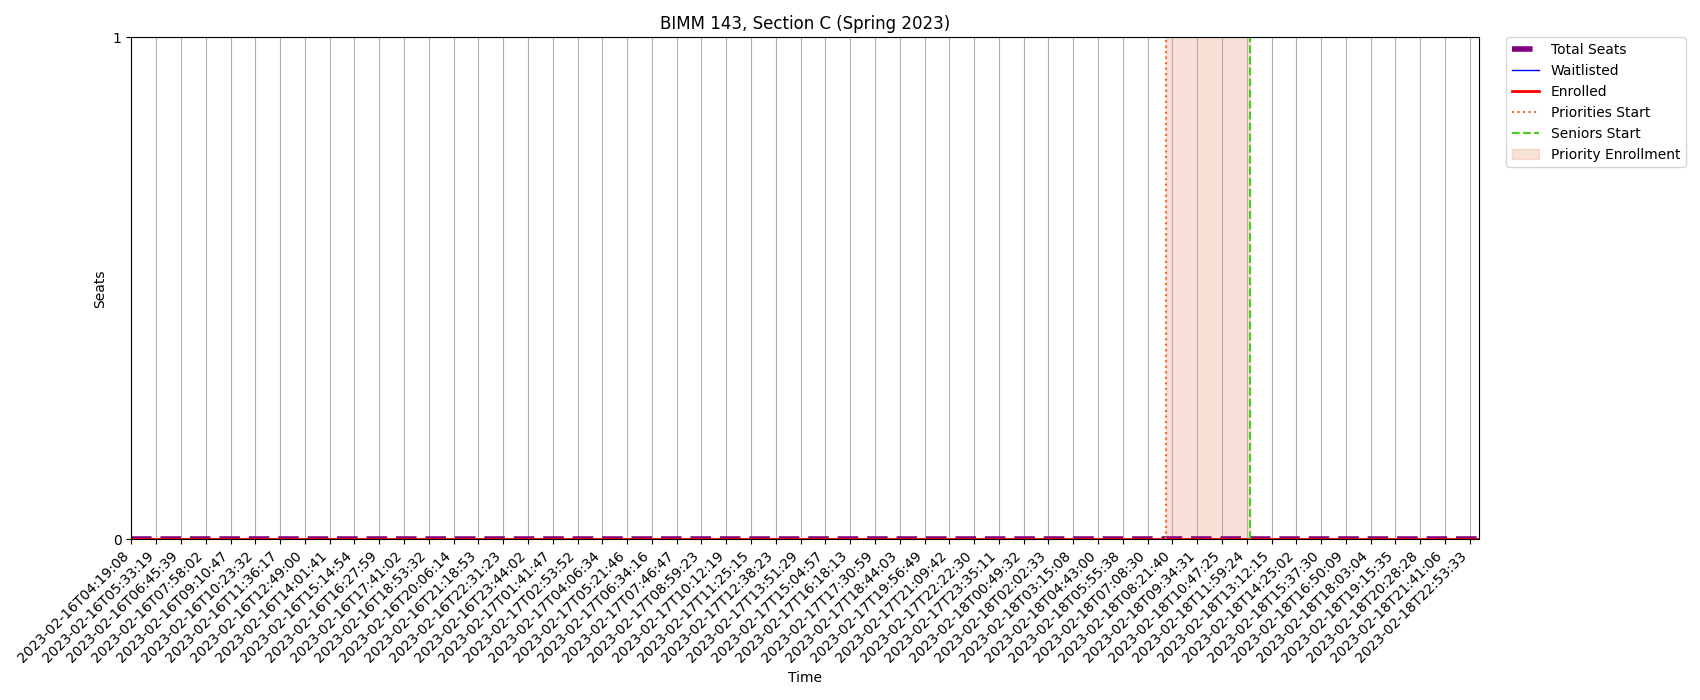 BIMM 143, Section C (Spring 2023)
1
0
Seats
2023-02-16T04:19:08
2023-02-16T05:33:19
2023-02-16T06:45:39
2023-02-16T07:58:02
2023-02-16T09:10:47
2023-02-16T10:23:32
2023-02-16T11:36:17
2023-02-16T12:49:00
2023-02-16T14:01:41
2023-02-16T15:14:54
2023-02-16T16:27:59
2023-02-16T17:41:02
2023-02-16T18:53:32
2023-02-16T20:06:14
2023-02-16T21:18:53
2023-02-16T22:31:23
2023-02-16T23:44:02
2023-02-17T01:41:47
2023-02-17T02:53:52
2023-02-17T04:06:34
2023-02-17T05:21:46
2023-02-17T06:34:16
2023-02-17T07:46:47
2023-02-17T08:59:23
2023-02-17T10:12:19
2023-02-17T11:25:15
2023-02-17T12:38:23
2023-02-17T13:51:29
2023-02-17T15:04:57
2023-02-17T16:18:13
2023-02-17T17:30:59
2023-02-17T18:44:03
2023-02-17T19:56:49
2023-02-17T21:09:42
2023-02-17T22:22:30
2023-02-17T23:35:11
2023-02-18T00:49:32
2023-02-18T02:02:33
2023-02-18T03:15:08
2023-02-18T04:43:00
2023-02-18T05:55:38
2023-02-18T07:08:30
2023-02-18T08:21:40
2023-02-18T09:34:31
2023-02-18T10:47:25
2023-02-18T11:59:24
2023-02-18T13:12:15
2023-02-18T14:25:02
2023-02-18T15:37:30
2023-02-18T16:50:09
2023-02-18T18:03:04
2023-02-18T19:15:35
2023-02-18T20:28:28
2023-02-18T21:41:06
2023-02-18T22:53:33
Time
Total Seats
Waitlisted
Enrolled
Priorities Start
Seniors Start
Priority Enrollment